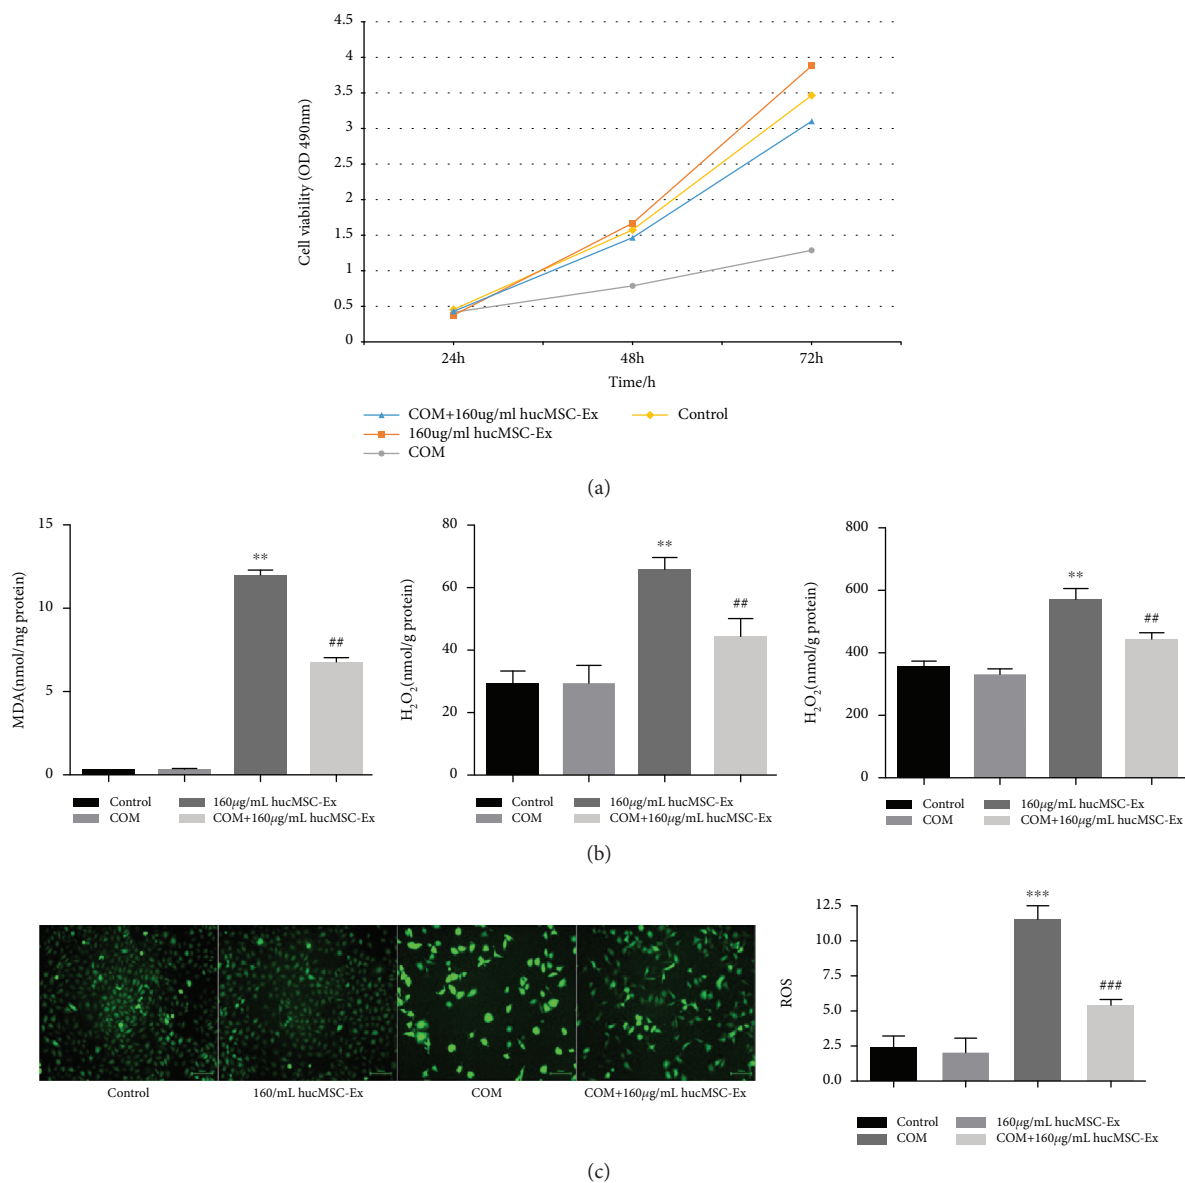 4.5
4
3.5
3
2.5
2
1.5
1
0.5
0
Cell viability (OD 490nm)
24h 48h 72h
Time/h
COM+160ug/ml hucMSC-Ex Control
160ug/ml hucMSC-Ex
COM
(a)
15
10
5
0
MDA(nmol/mg protein)
**
##
Control 160μg/mL hucMSC-Ex
COM COM+160μg/mL hucMSC-Ex
80
60
40
20
0
H₂O₂(nmol/g protein)
**
##
Control 160μg/mL hucMSC-Ex
COM COM+160μg/mL hucMSC-Ex
800
600
400
200
0
H₂O₂(nmol/g protein)
**
##
Control 160μg/mL hucMSC-Ex
COM COM+160μg/mL hucMSC-Ex
(b)
Control 160/mL hucMSC-Ex COM COM+160μg/mL hucMSC-Ex
12.5
10.0
7.5
5.0
2.5
0.0
ROS
***
###
Control 160μg/mL hucMSC-Ex
COM COM+160μg/mL hucMSC-Ex
(c)